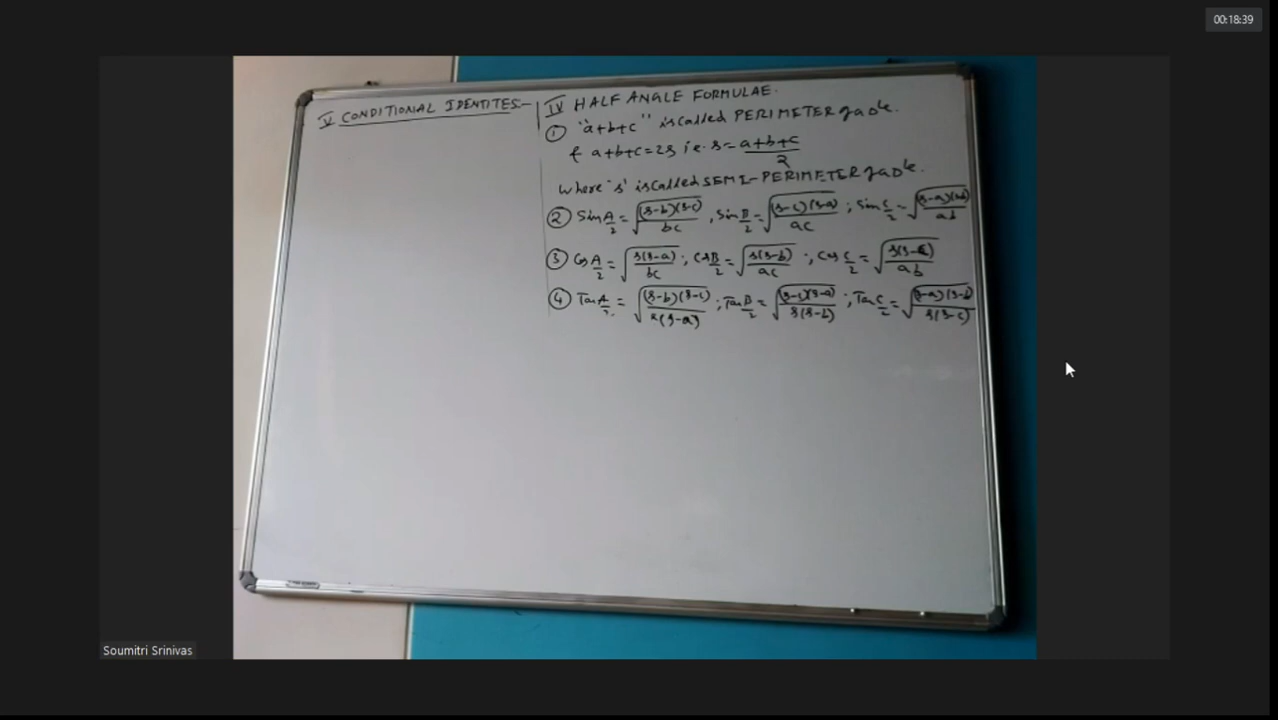 00:18:39
V CONDITIONAL IDENTITES:-
IV HALF ANGLE FORMULAE.
① "a+b+c" is called PERIMETER of a Δle.
& a+b+c=2s i.e. s=(a+b+c)/2
where 's' is called SEMI-PERIMETER of a Δle.
② Sin A/2 = √((s-b)(s-c)/bc), Sin B/2 = √((s-c)(s-a)/ac); Sin C/2 = √((s-a)(s-b)/ab)
③ Cos A/2 = √(s(s-a)/bc); Cos B/2 = √(s(s-b)/ac); Cos C/2 = √(s(s-c)/ab)
④ Tan A/2 = √((s-b)(s-c)/s(s-a)); Tan B/2 = √((s-c)(s-a)/s(s-b)); Tan C/2 = √((s-a)(s-b)/s(s-c))
Soumitri Srinivas